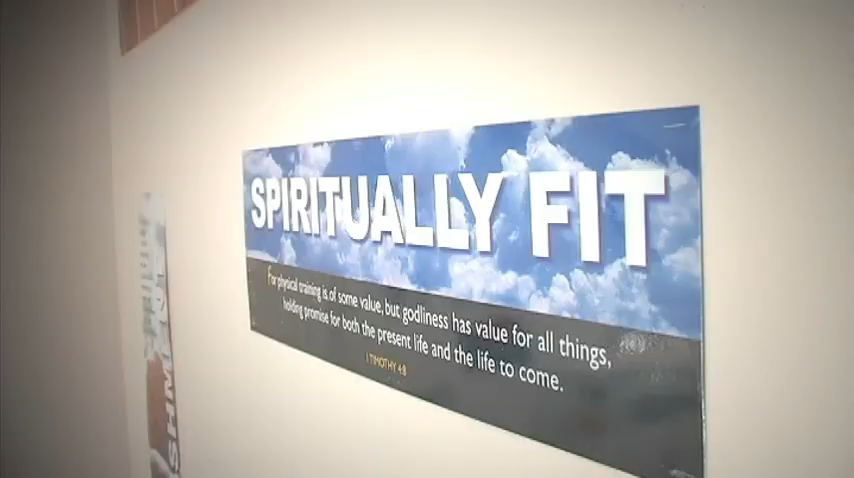 SPIRITUALLY FIT
For physical training is of some value, but godliness has value for all things,
holding promise for both the present life and the life to come.
1 TIMOTHY 4:8